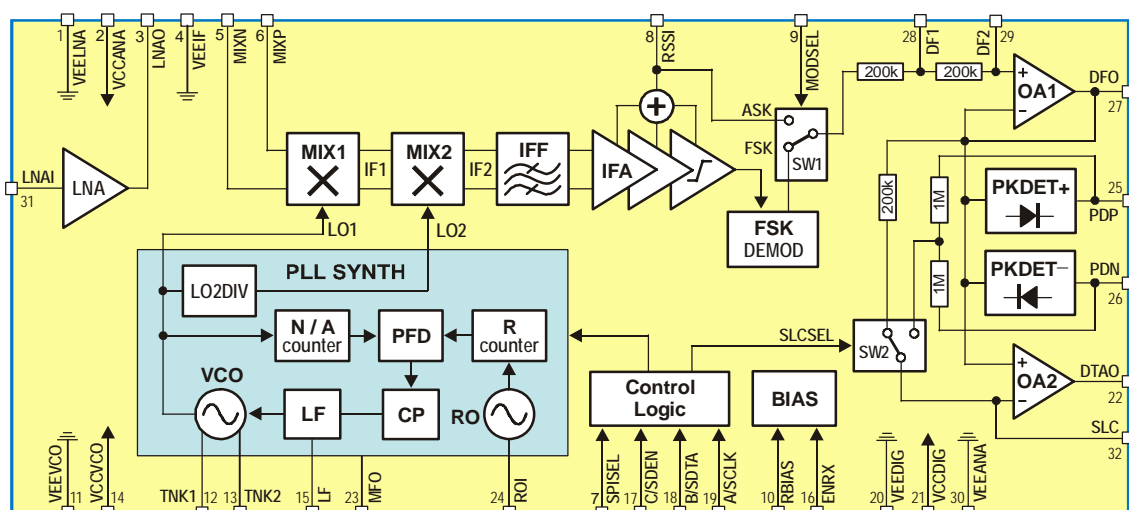 1 VEELNA
2 VCCANA
3 LNAO
4 VEEIF
5 MIXN
6 MIXP
8 RSSI
9 MODSEL
28 DF1
29 DF2
200k 200k
+ OA1 −
DFO
27
ASK
FSK
SW1
+
MIX1
MIX2
IFF
IFA
IF1
IF2
LNAI
31
LNA
LO1
LO2
FSK
DEMOD
200k
1M
1M
PKDET+
25
PDP
PKDET−
PDN
26
PLL SYNTH
LO2DIV
N / A
counter
PFD
R
counter
VCO
LF
CP
RO
SLCSEL
SW2
Control
Logic
BIAS
+ OA2 −
DTAO
22
SLC
32
VEEVCO 11
VCCVCO 14
TNK1 12
13 TNK2
15 LF
23 MFO
24 ROI
7 SPISEL
17 C/SDEN
18 B/SDTA
19 A/SCLK
10 RBIAS
16 ENRX
20 VEEDIG
21 VCCDIG
30 VEEANA